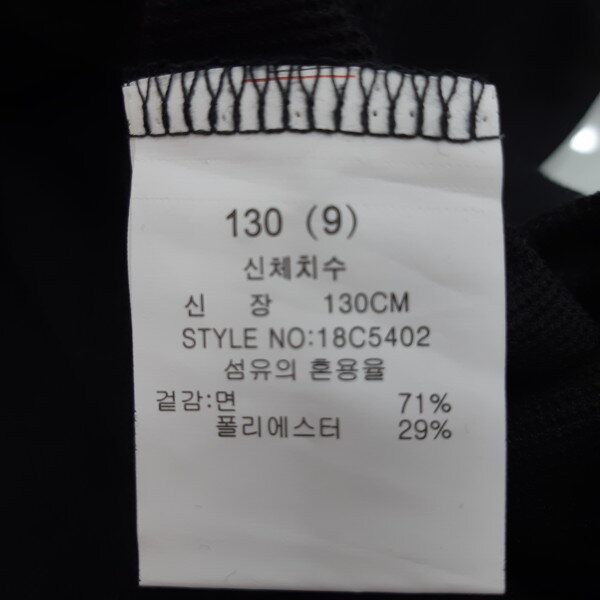 130 (9)
신체치수
신 장 130CM
STYLE NO:18C5402
섬유의 혼용율
겉감:면 71%
폴리에스터 29%